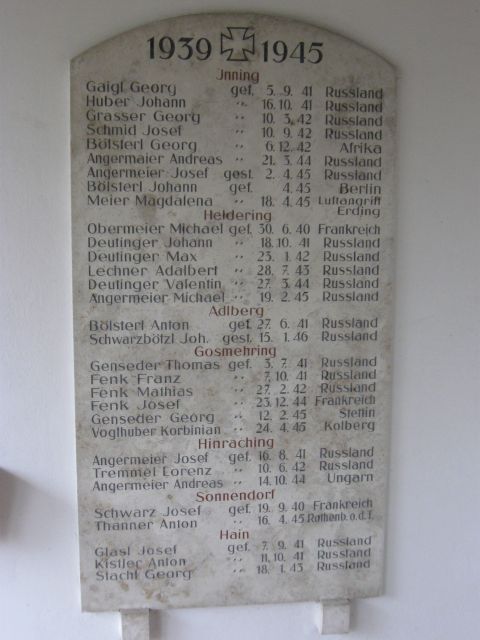 1939 1945
Jnning
Gaigl Georg gef. 5. 9. 41 Russland
Huber Johann " 16. 10. 41 Russland
Grasser Georg " 10. 3. 42 Russland
Schmid Josef " 10. 9. 42 Russland
Bölsterl Georg " 6. 12. 42 Afrika
Angermaier Andreas " 21. 3. 44 Russland
Angermeier Josef gest. 2. 4. 45 Russland
Bölsterl Johann gef. 4. 45 Berlin
Meier Magdalena " 18. 4. 45 Luftangriff
Erding
Heldering
Obermeier Michael gef. 30. 6. 40 Frankreich
Deutinger Johann " 18. 10. 41 Russland
Deutinger Max " 23. 1. 42 Russland
Lechner Adalbert " 28. 7. 43 Russland
Deutinger Valentin " 27. 3. 44 Russland
Angermeier Michael " 19. 2. 45 Russland
Adlberg
Bölsterl Anton gef. 27. 6. 41 Russland
Schwarzbötzl Joh. gest. 15. 1. 46 Russland
Gosmehring
Genseder Thomas gef. 3. 7. 41 Russland
Fenk Franz " 7. 10. 41 Russland
Fenk Mathias " 27. 2. 42 Russland
Fenk Josef " 23. 12. 44 Frankreich
Genseder Georg " 12. 2. 45 Stettin
Voglhuber Korbinian " 24. 4. 45 Kolberg
Hinraching
Angermeier Josef gef. 16. 8. 41 Russland
Tremmel Lorenz " 10. 6. 42 Russland
Angermeier Andreas " 14. 10. 44 Ungarn
Sonnendorf
Schwarz Josef gef. 19. 9. 40 Frankreich
Thanner Anton " 16. 4. 45 Rothenb. o. d. T.
Hain
Glasl Josef gef. 7. 9. 41 Russland
Kistler Anton " 11. 10. 41 Russland
Stachl Georg " 18. 1. 43 Russland